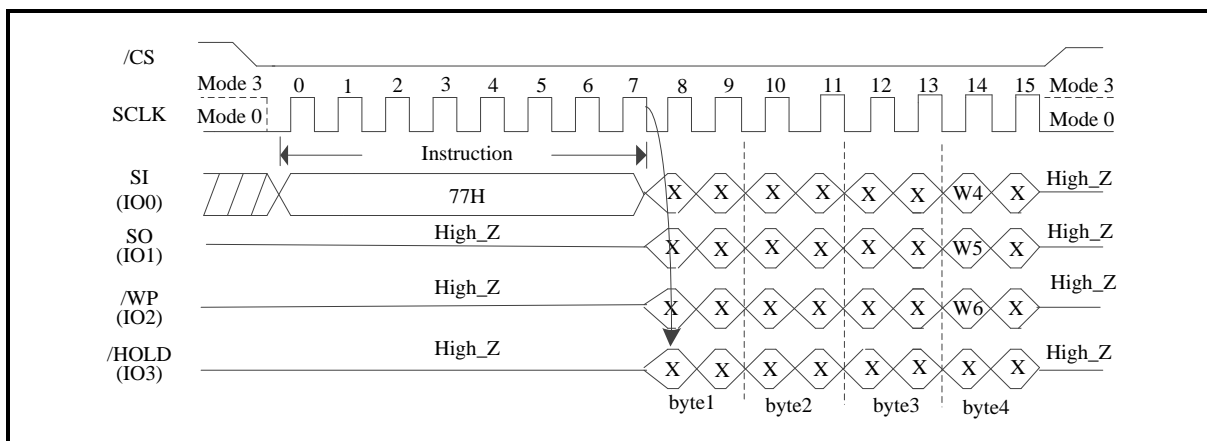 /CS
Mode 3 0 1 2 3 4 5 6 7 8 9 10 11 12 13 14 15 Mode 3
SCLK Mode 0 Mode 0
Instruction
SI
(IO0)
77H X X X X X X W4 X High_Z
SO
(IO1)
High_Z X X X X X X W5 X High_Z
/WP
(IO2)
High_Z X X X X X X W6 X High_Z
/HOLD
(IO3)
High_Z X X X X X X X X High_Z
byte1 byte2 byte3 byte4